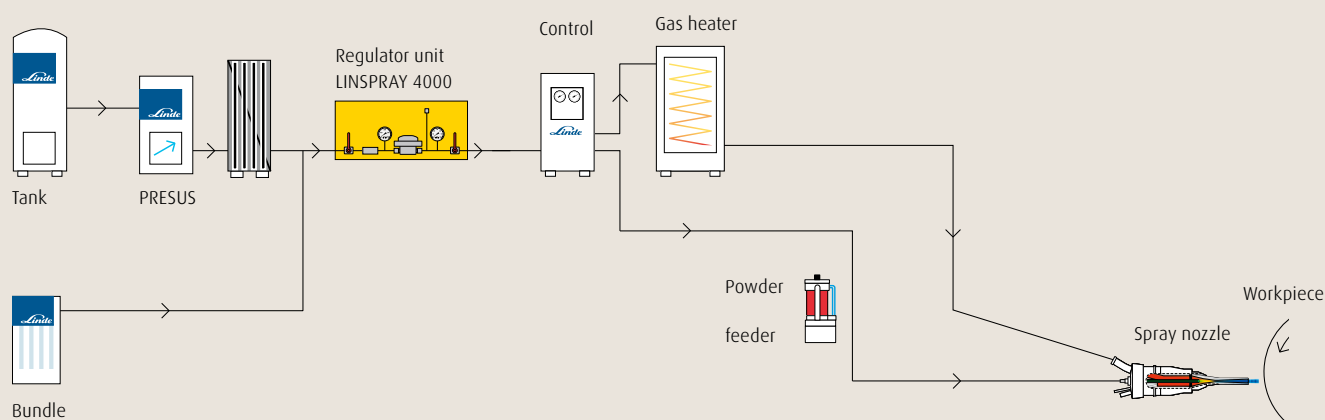 Control
Gas heater
Regulator unit
LINSPRAY 4000
Linde
Linde
Linde
Tank
PRESUS
Powder
feeder
Workpiece
Spray nozzle
Linde
Bundle